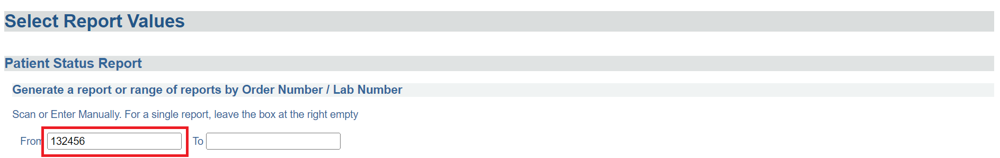 Select Report Values
Patient Status Report
Generate a report or range of reports by Order Number / Lab Number
Scan or Enter Manually. For a single report, leave the box at the right empty
From 132456 To